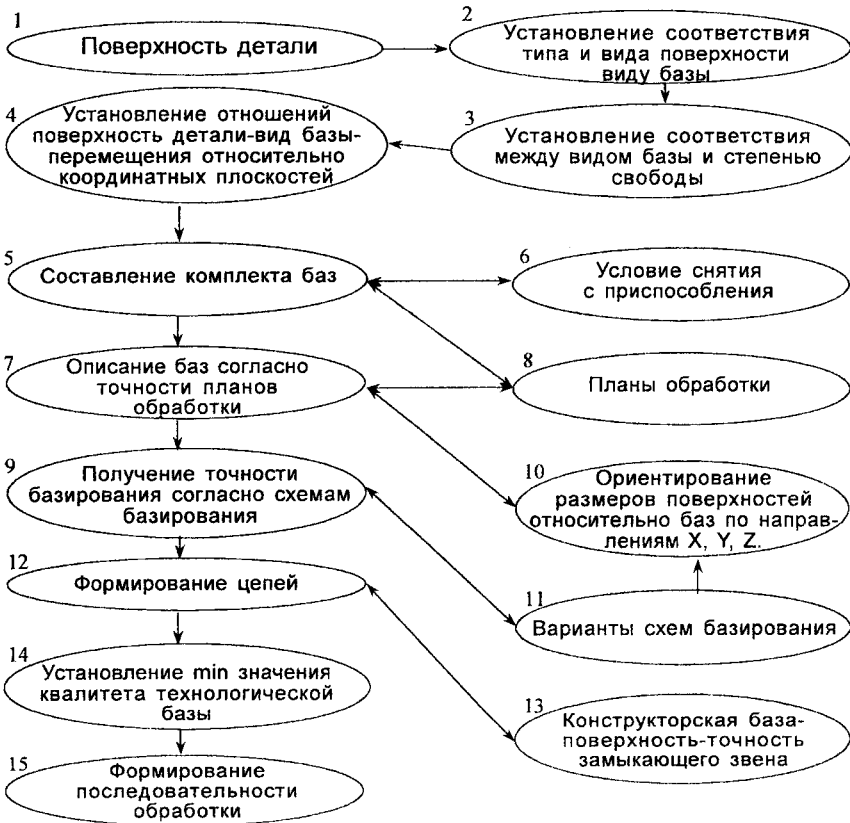 1
Поверхность детали
2
Установление соответствия
типа и вида поверхности
виду базы
4
Установление отношений
поверхность детали-вид базы-
перемещения относительно
координатных плоскостей
3
Установление соответствия
между видом базы и степенью
свободы
5
Составление комплекта баз
6
Условие снятия
с приспособления
7
Описание баз согласно
точности планов
обработки
8
Планы обработки
9
Получение точности
базирования согласно схемам
базирования
10
Ориентирование
размеров поверхностей
относительно баз по направ-
лениям X, Y, Z.
12
Формирование цепей
11
Варианты схем базирования
14
Установление min значения
квалитета технологической
базы
13
Конструкторская база-
поверхность-точность
замыкающего звена
15
Формирование
последовательности
обработки